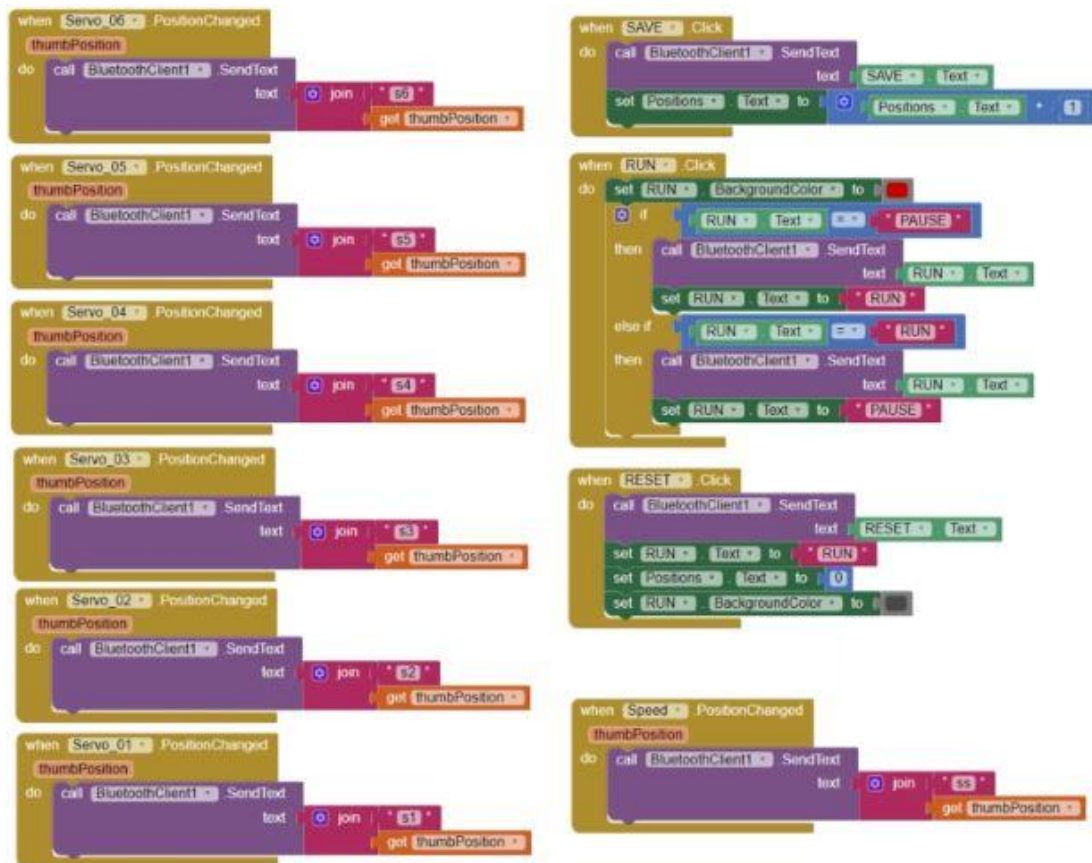 when Servo_06 .PositionChanged
thumbPosition
do call BluetoothClient1 .SendText
text join "s6"
get thumbPosition
when Servo_05 .PositionChanged
thumbPosition
do call BluetoothClient1 .SendText
text join "s5"
get thumbPosition
when Servo_04 .PositionChanged
thumbPosition
do call BluetoothClient1 .SendText
text join "s4"
get thumbPosition
when Servo_03 .PositionChanged
thumbPosition
do call BluetoothClient1 .SendText
text join "s3"
get thumbPosition
when Servo_02 .PositionChanged
thumbPosition
do call BluetoothClient1 .SendText
text join "s2"
get thumbPosition
when Servo_01 .PositionChanged
thumbPosition
do call BluetoothClient1 .SendText
text join "s1"
get thumbPosition
when SAVE .Click
do call BluetoothClient1 .SendText
text SAVE . Text
set Positions . Text to Positions . Text + 1
when RUN .Click
do set RUN . BackgroundColor to
if RUN . Text = "PAUSE"
then call BluetoothClient1 .SendText
text RUN . Text
set RUN . Text to "RUN"
else if RUN . Text = "RUN"
then call BluetoothClient1 .SendText
text RUN . Text
set RUN . Text to "PAUSE"
when RESET .Click
do call BluetoothClient1 .SendText
text RESET . Text
set RUN . Text to "RUN"
set Positions . Text to 0
set RUN . BackgroundColor to
when Speed .PositionChanged
thumbPosition
do call BluetoothClient1 .SendText
text join "ss"
get thumbPosition